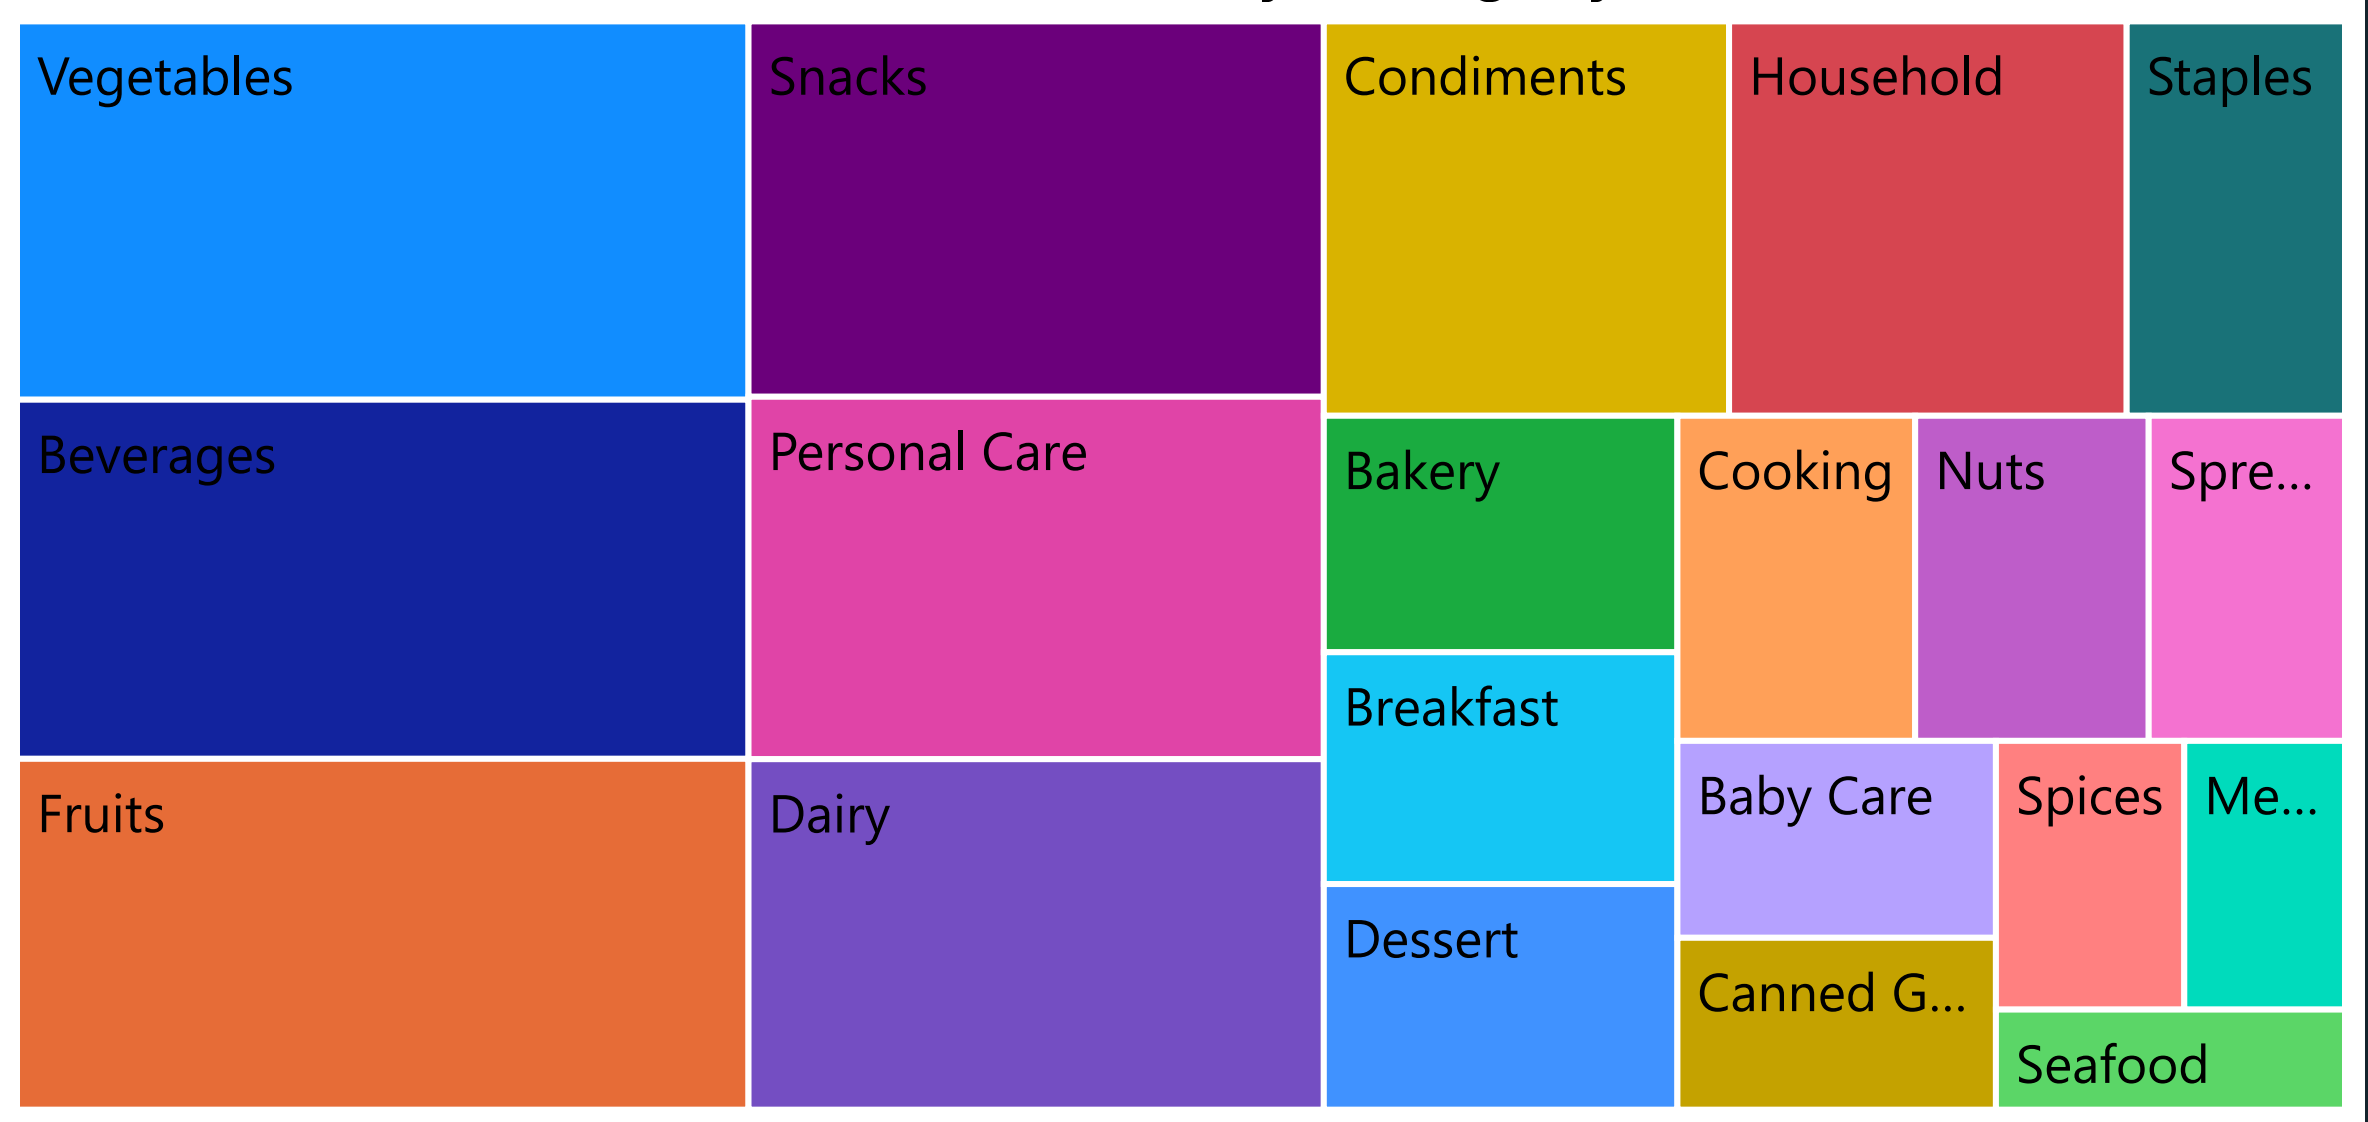 Vegetables
Snacks
Condiments
Household
Staples
Beverages
Personal Care
Bakery
Cooking
Nuts
Spre...
Breakfast
Fruits
Dairy
Baby Care
Spices
Me...
Dessert
Canned G...
Seafood